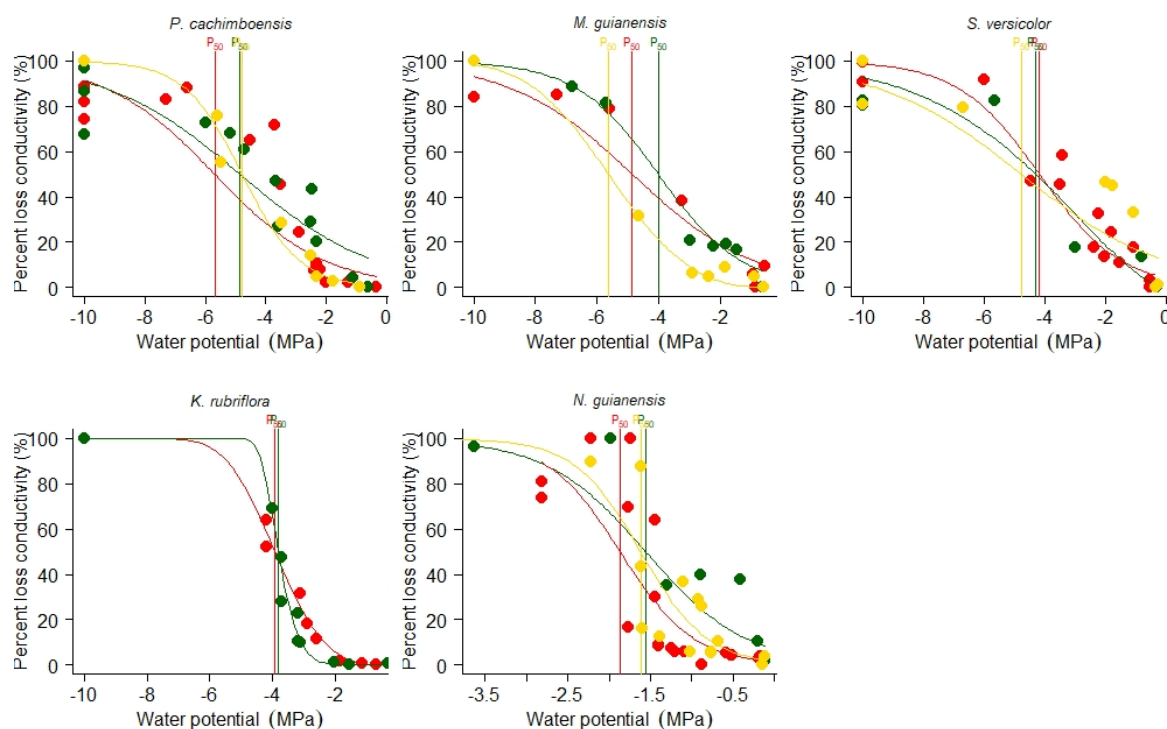 P. cachimboensis
P50
Percent loss conductivity (%)
100
80
60
40
20
0
-10
-8
-6
-4
-2
0
Water potential (MPa)
M. guianensis
P50 P50 P50
Percent loss conductivity (%)
100
80
60
40
20
0
-10
-8
-6
-4
-2
Water potential (MPa)
S. versicolor
P50
Percent loss conductivity (%)
100
80
60
40
20
0
-10
-8
-6
-4
-2
0
Water potential (MPa)
K. rubriflora
Percent loss conductivity (%)
100
80
60
40
20
0
-10
-8
-6
-4
-2
Water potential (MPa)
N. guianensis
P50
Percent loss conductivity (%)
100
80
60
40
20
0
-3.5
-2.5
-1.5
-0.5
Water potential (MPa)